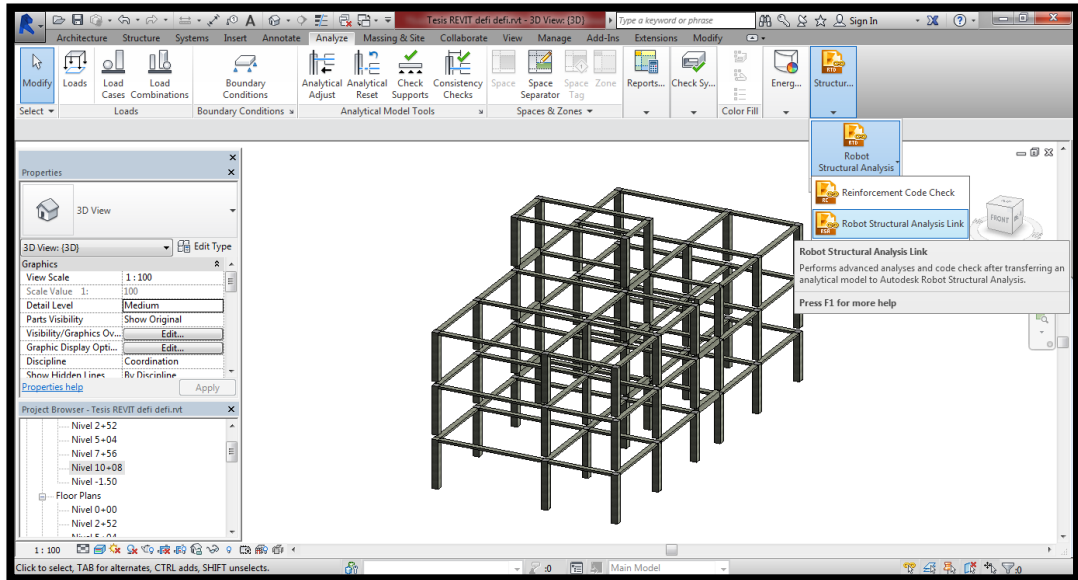 Tesis REVIT defi defi.rvt - 3D View: {3D}
Type a keyword or phrase
Sign In
Architecture Structure Systems Insert Annotate Analyze Massing & Site Collaborate View Manage Add-Ins Extensions Modify
Modify
Loads
Load
Cases
Load
Combinations
Boundary
Conditions
Analytical
Adjust
Analytical
Reset
Check
Supports
Consistency
Checks
Space
Space
Separator
Space
Tag
Zone
Reports...
Check Sy...
Energ...
Structur...
Select
Loads
Boundary Conditions
Analytical Model Tools
Spaces & Zones
Color Fill
Robot
Structural Analysis
Reinforcement Code Check
Robot Structural Analysis Link
Robot Structural Analysis Link
Performs advanced analyses and code check after transferring an
analytical model to Autodesk Robot Structural Analysis.
Press F1 for more help
FRONT
Properties
3D View
3D View: {3D}
Edit Type
Graphics
View Scale 1 : 100
Scale Value 1: 100
Detail Level Medium
Parts Visibility Show Original
Visibility/Graphics Ov... Edit...
Graphic Display Opti... Edit...
Discipline Coordination
Show Hidden Lines By Discipline
Properties help
Apply
Project Browser - Tesis REVIT defi defi.rvt
Nivel 2+52
Nivel 5+04
Nivel 7+56
Nivel 10+08
Nivel -1.50
Floor Plans
Nivel 0+00
Nivel 2+52
Nivel 5+04
1 : 100
Click to select, TAB for alternates, CTRL adds, SHIFT unselects.
:0
Main Model
:0